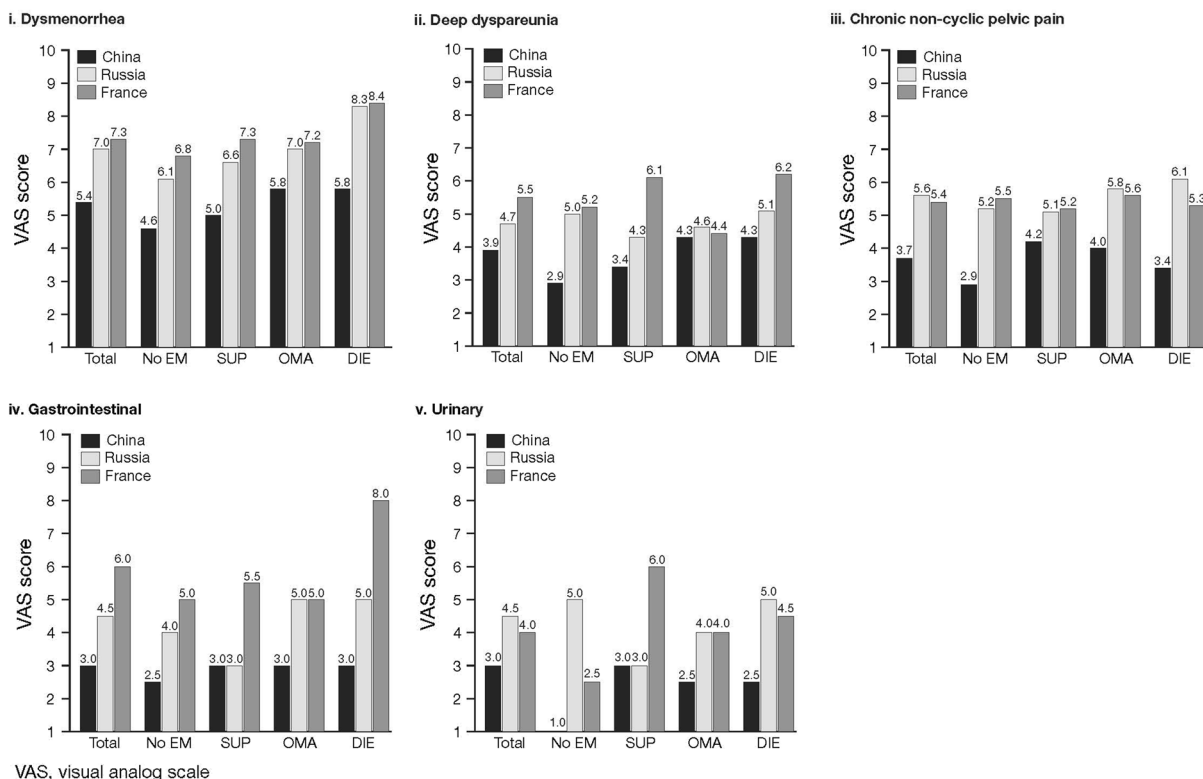 i. Dysmenorrhea
10
9
8
7
6
5
4
3
2
1
VAS score
China
Russia
France
5.4 7.0 7.3 4.6 6.1 6.8 5.0 6.6 7.3 5.8 7.0 7.2 5.8 8.3 8.4
Total No EM SUP OMA DIE
ii. Deep dyspareunia
10
9
8
7
6
5
4
3
2
1
VAS score
China
Russia
France
3.9 4.7 5.5 2.9 5.0 5.2 3.4 4.3 6.1 4.3 4.6 4.4 4.3 5.1 6.2
Total No EM SUP OMA DIE
iii. Chronic non-cyclic pelvic pain
10
9
8
7
6
5
4
3
2
1
VAS score
China
Russia
France
3.7 5.6 5.4 2.9 5.2 5.5 4.2 5.1 5.2 4.0 5.8 5.6 3.4 6.1 5.3
Total No EM SUP OMA DIE
iv. Gastrointestinal
10
9
8
7
6
5
4
3
2
1
VAS score
China
Russia
France
3.0 4.5 6.0 2.5 4.0 5.0 3.0 3.0 5.5 3.0 5.0 5.0 3.0 5.0 8.0
Total No EM SUP OMA DIE
v. Urinary
10
9
8
7
6
5
4
3
2
1
VAS score
China
Russia
France
3.0 4.5 4.0 1.0 5.0 2.5 3.0 3.0 6.0 2.5 4.0 4.0 2.5 5.0 4.5
Total No EM SUP OMA DIE
VAS, visual analog scale